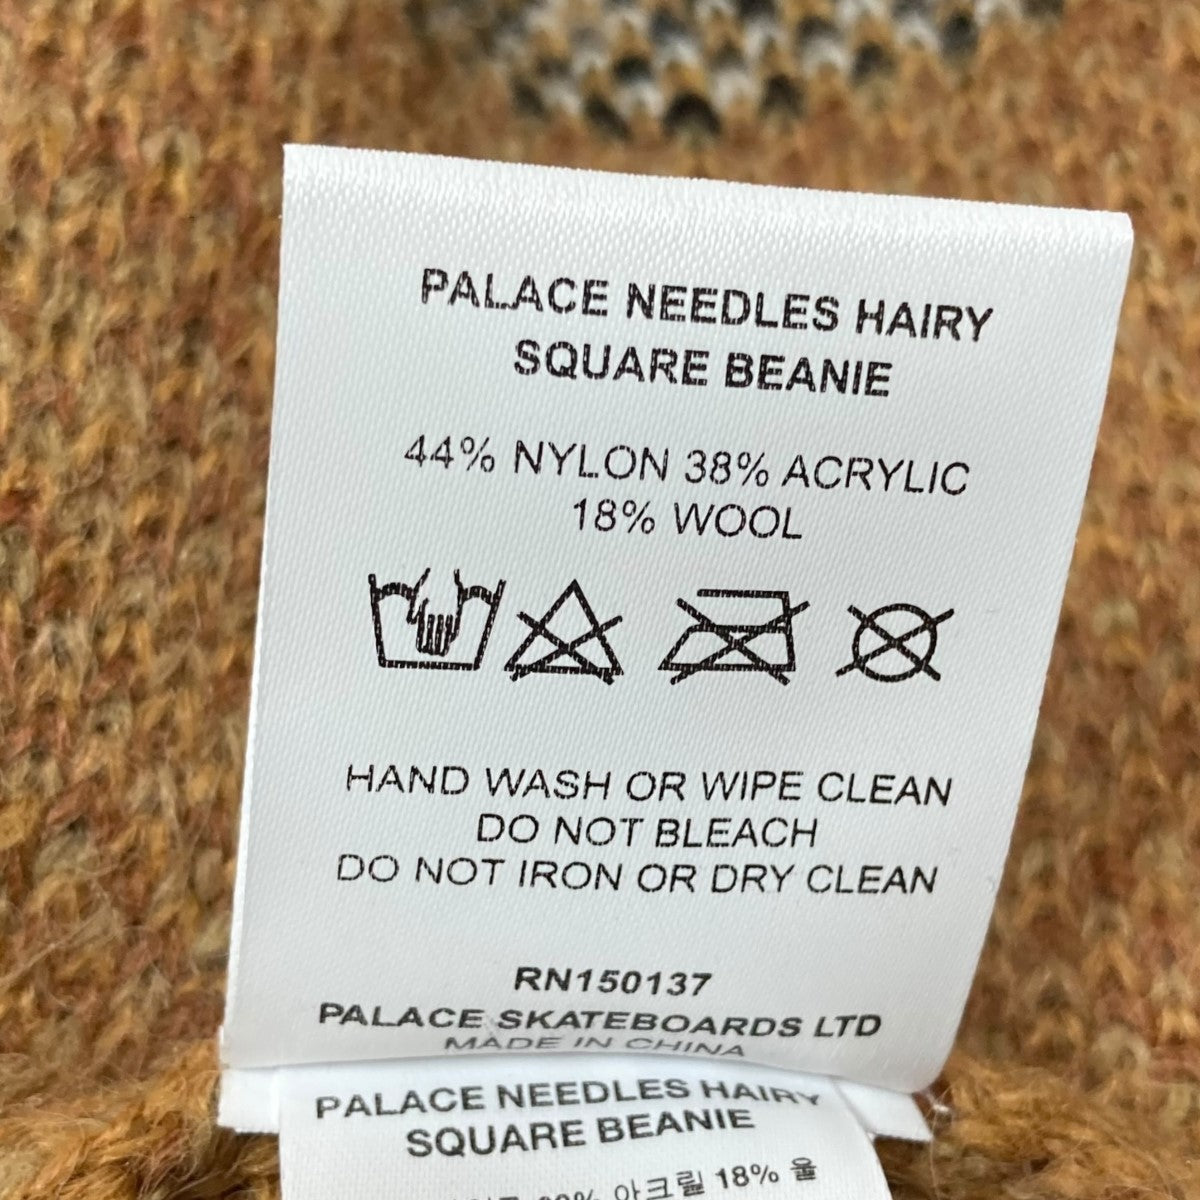 PALACE NEEDLES HAIRY
SQUARE BEANIE
44% NYLON 38% ACRYLIC
18% WOOL
HAND WASH OR WIPE CLEAN
DO NOT BLEACH
DO NOT IRON OR DRY CLEAN
RN150137
PALACE SKATEBOARDS LTD
MADE IN CHINA
PALACE NEEDLES HAIRY
SQUARE BEANIE
아크릴 18% 울